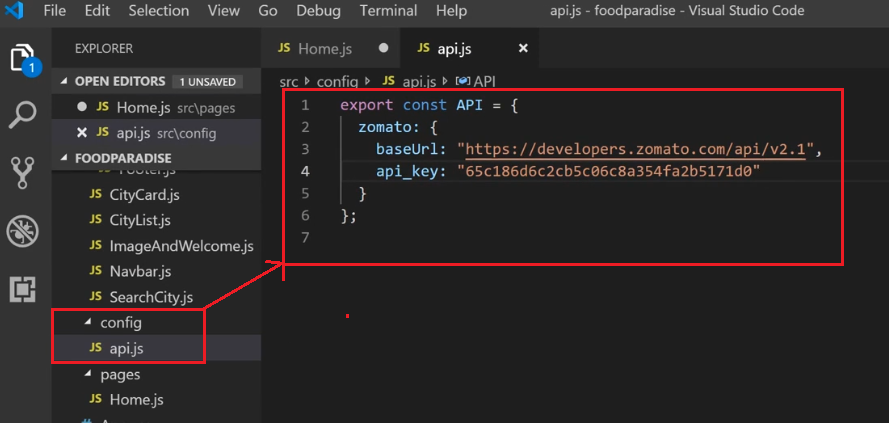 File Edit Selection View Go Debug Zomato Help api.js - foodparadise - Visual Studio Code
EXPLORER
OPEN EDITORS 1 UNSAVED
JS Home.js src\pages
JS api.js src\config
FOODPARADISE
Footer.js
JS CityCard.js
JS CityList.js
JS ImageAndWelcome.js
JS Navbar.js
JS SearchCity.js
config
JS api.js
pages
JS Home.js
1
JS Home.js
JS api.js
src config JS api.js API
1 export const API = {
2 zomato: {
3 baseUrl: "https://developers.zomato.com/api/v2.1",
4 api_key: "65c186d6c2cb5c06c8a354fa2b5171d0"
5 }
6 };
7